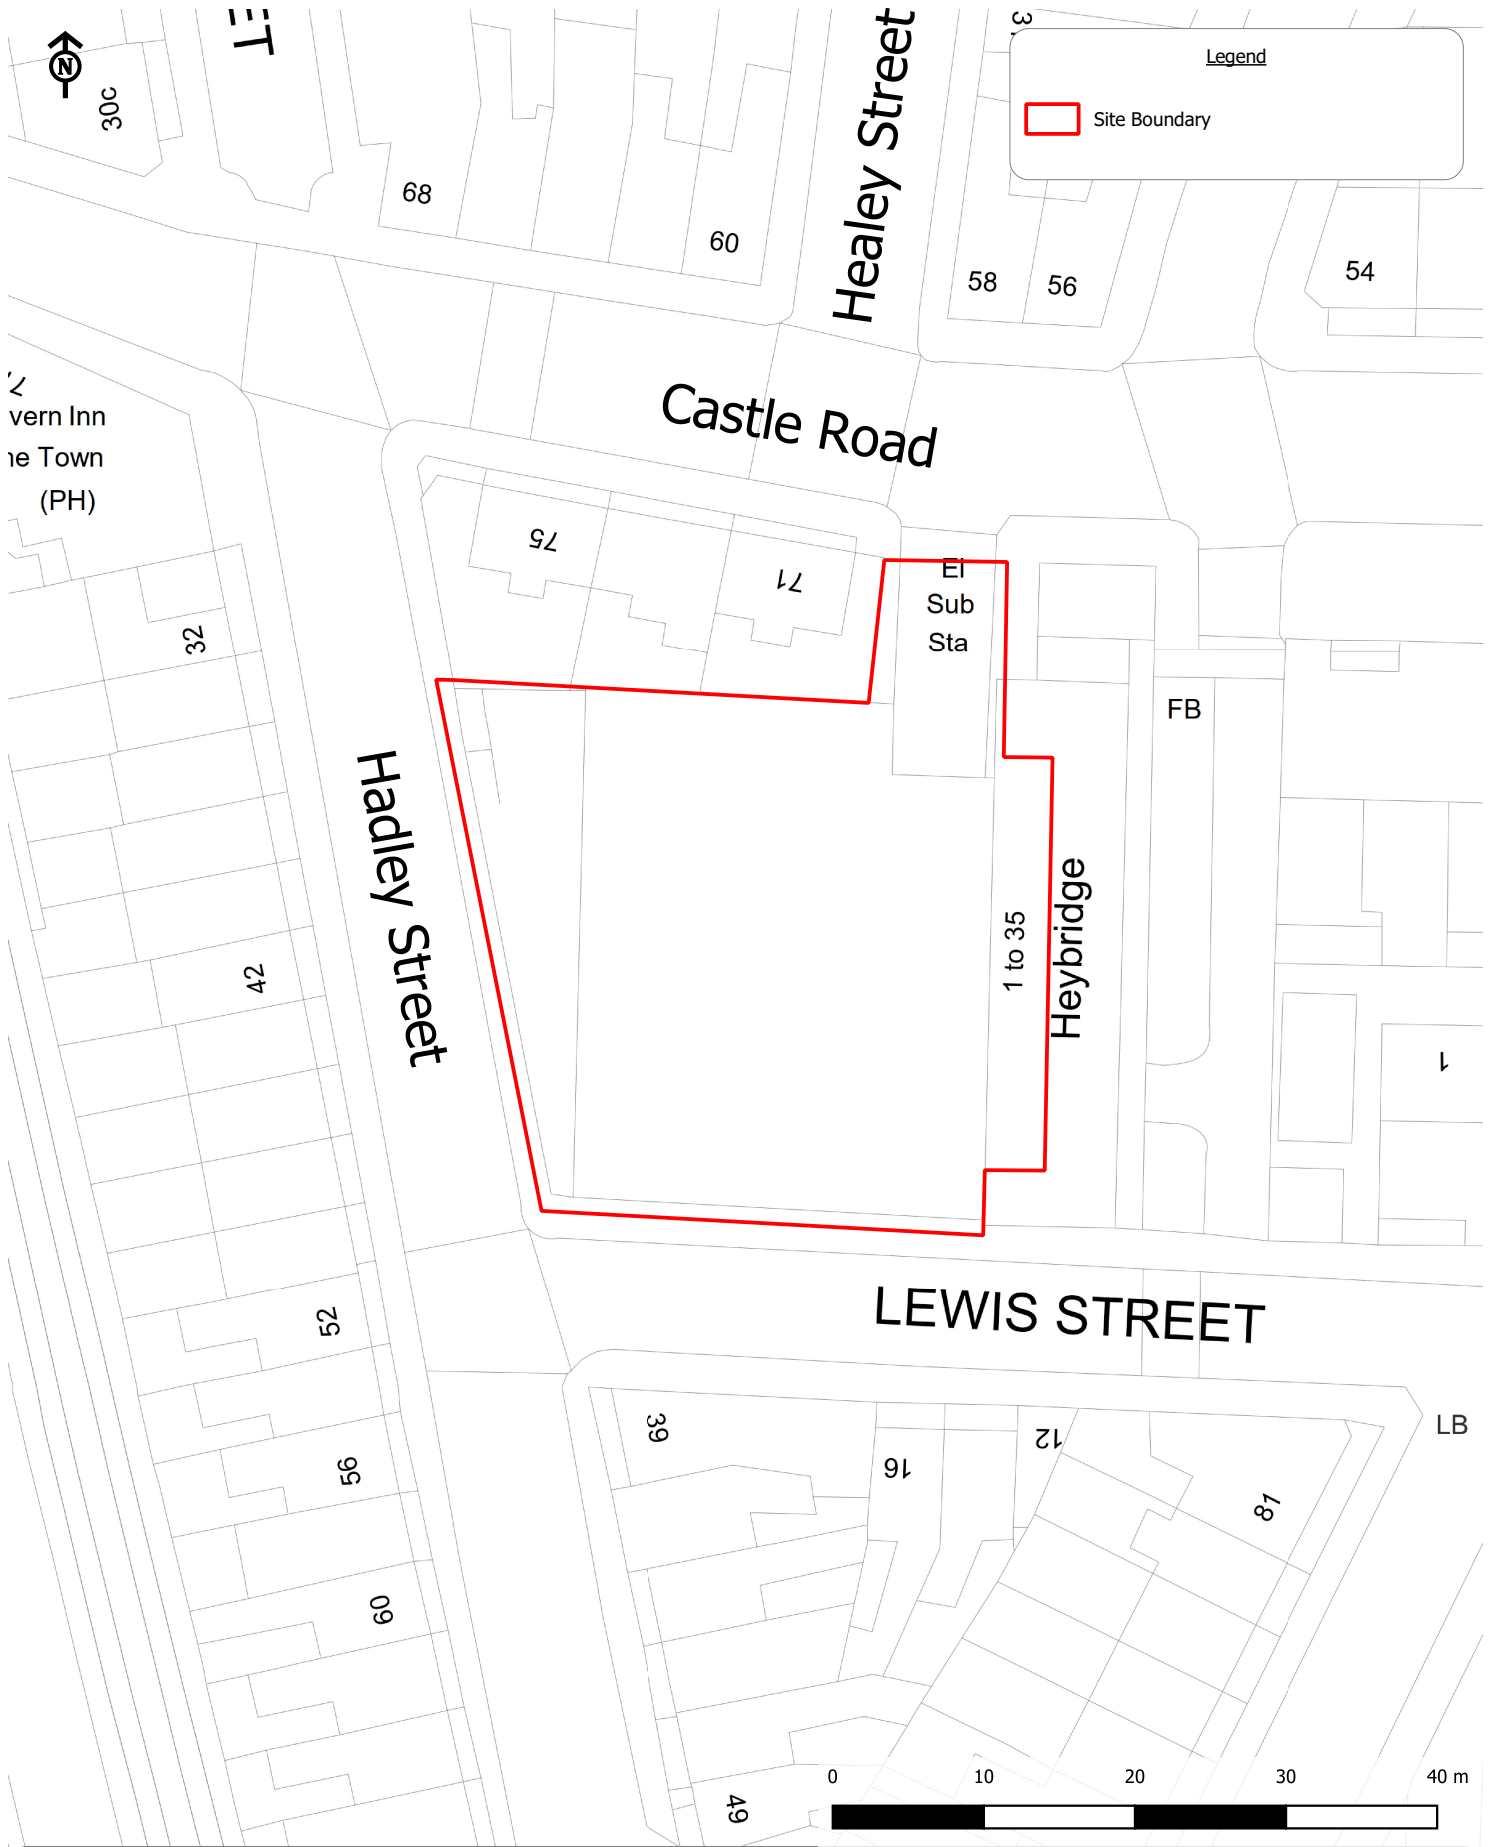 ET
N
30c
68
60
Healey Street
Legend
Site Boundary
58
56
54
vern Inn
ne Town
(PH)
Castle Road
75
71
El
Sub
Sta
32
FB
Hadley Street
42
1 to 35
Heybridge
1
LEWIS STREET
52
39
16
12
81
LB
56
60
49
0 10 20 30 40 m